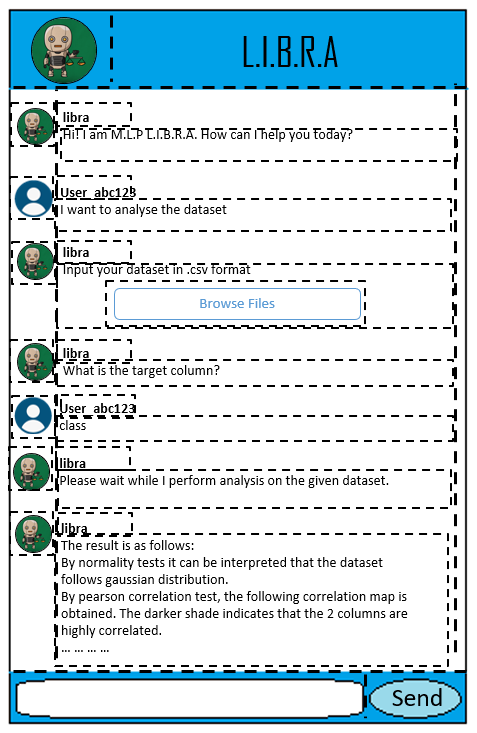 L.I.B.R.A
libra
Hi! I am M.L.P L.I.B.R.A. How can I help you today?
User_abc123
I want to analyse the dataset
libra
Input your dataset in .csv format
Browse Files
libra
What is the target column?
User_abc123
class
libra
Please wait while I perform analysis on the given dataset.
libra
The result is as follows:
By normality tests it can be interpreted that the dataset
follows gaussian distribution.
By pearson correlation test, the following correlation map is
obtained. The darker shade indicates that the 2 columns are
highly correlated.
... ... ... ...
Send